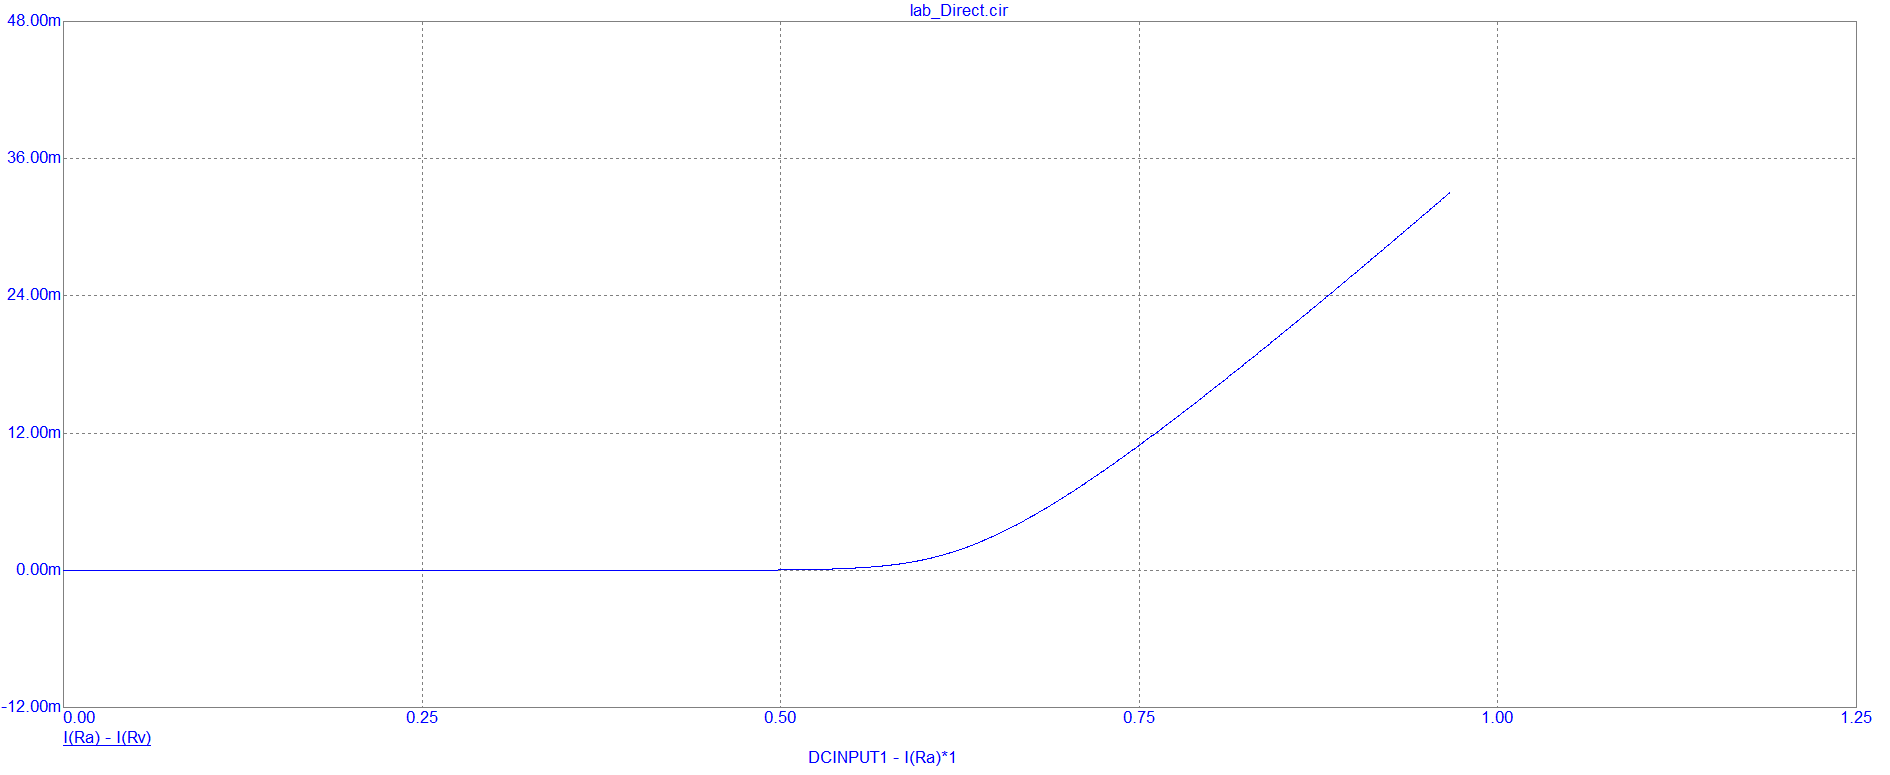 lab_Direct.cir
48.00m
36.00m
24.00m
12.00m
0.00m
-12.00m
0.00 0.25 0.50 0.75 1.00 1.25
I(Ra) - I(Rv)
DCINPUT1 - I(Ra)*1